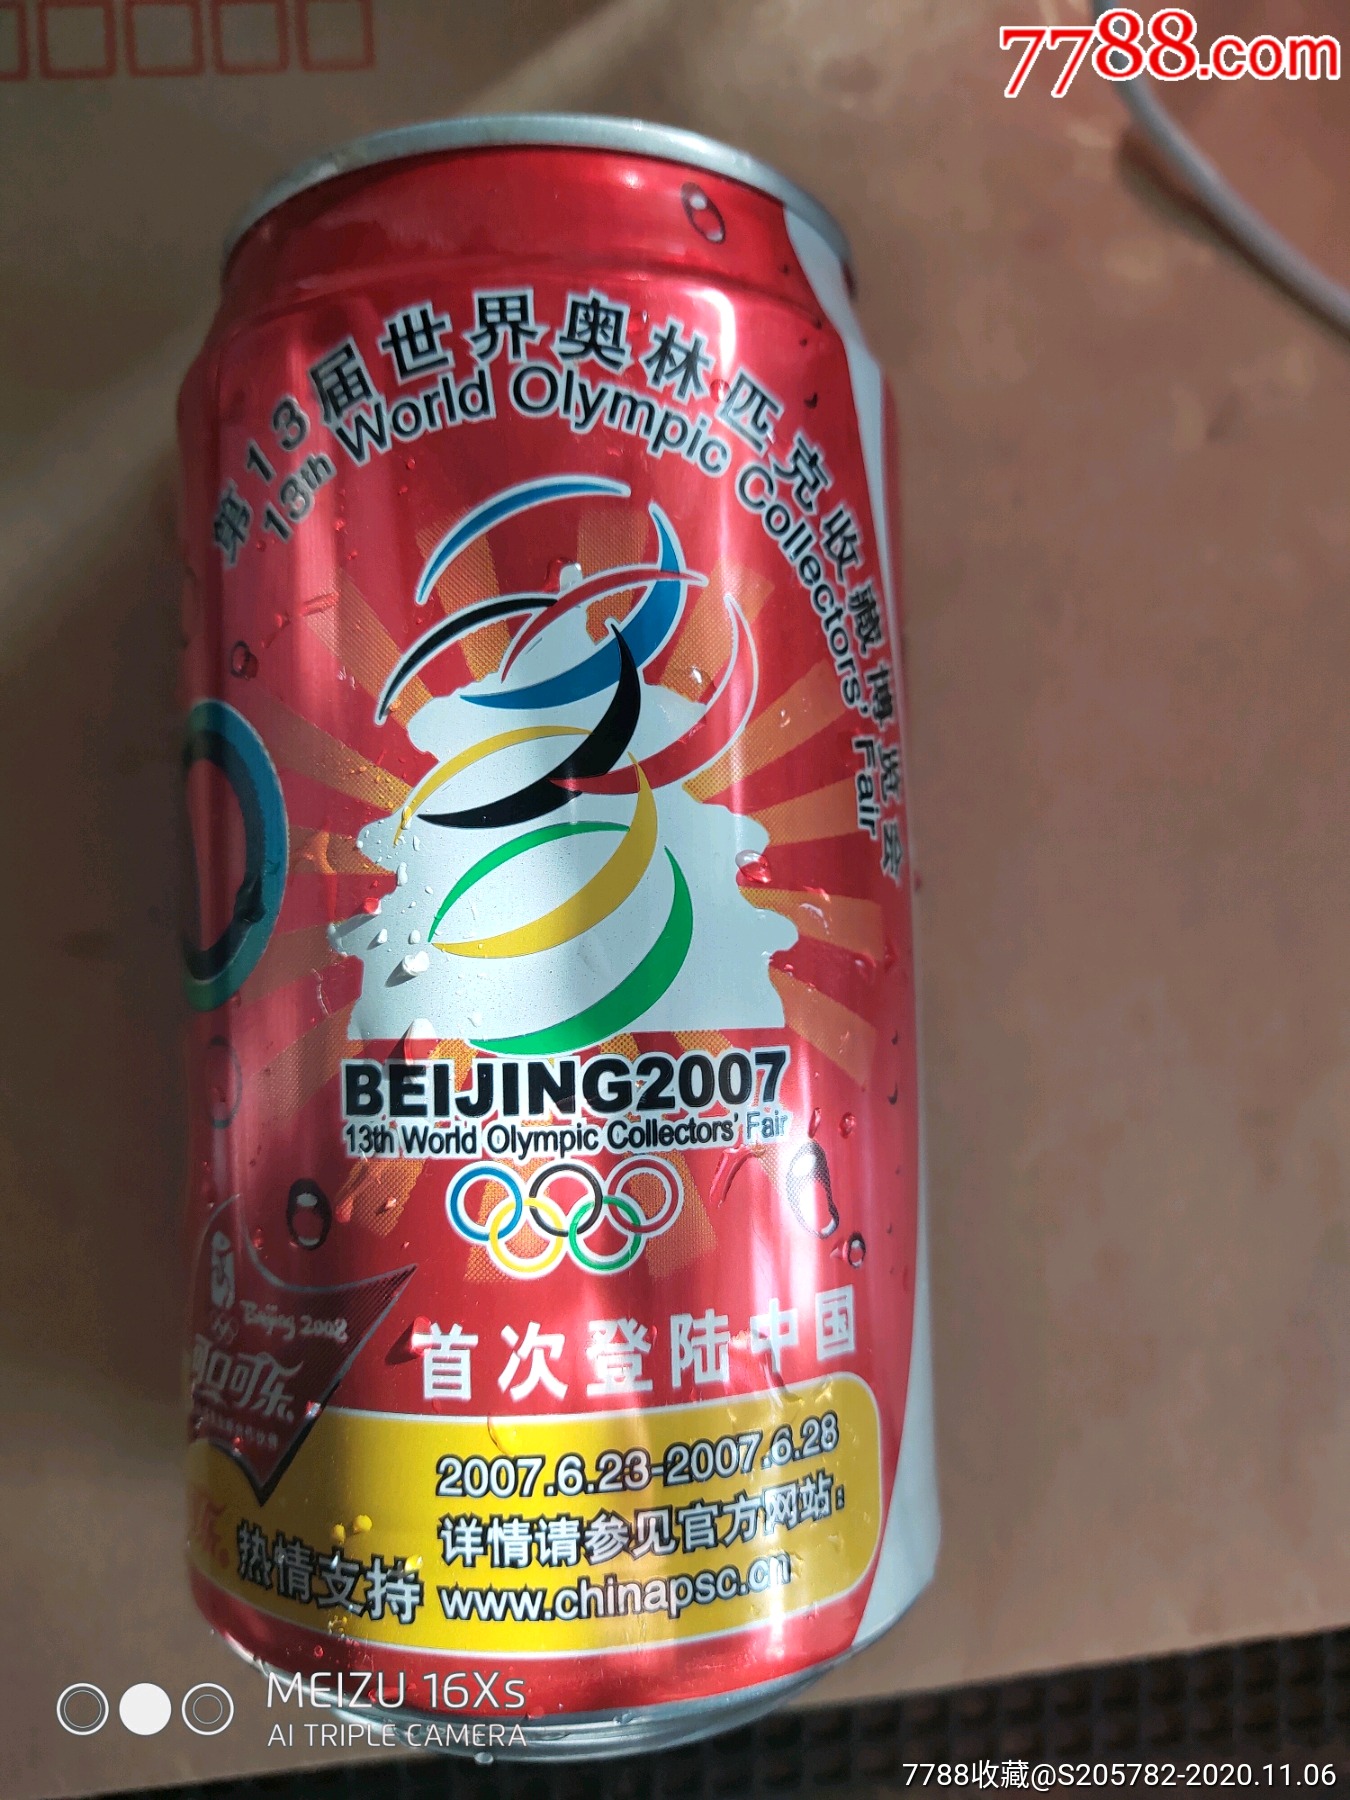 7788.com
第13届世界奥林匹克收藏博览会
13th World Olympic Collectors' Fair
BEIJING2007
13th World Olympic Collectors' Fair
首次登陆中国
Beijing 2008
可口可乐
2007.6.23-2007.6.28
详情请参见官方网站:
乐 热情支持
www.chinapsc.cn
MEIZU 16Xs
AI TRIPLE CAMERA
7788收藏@S205782-2020.11.06